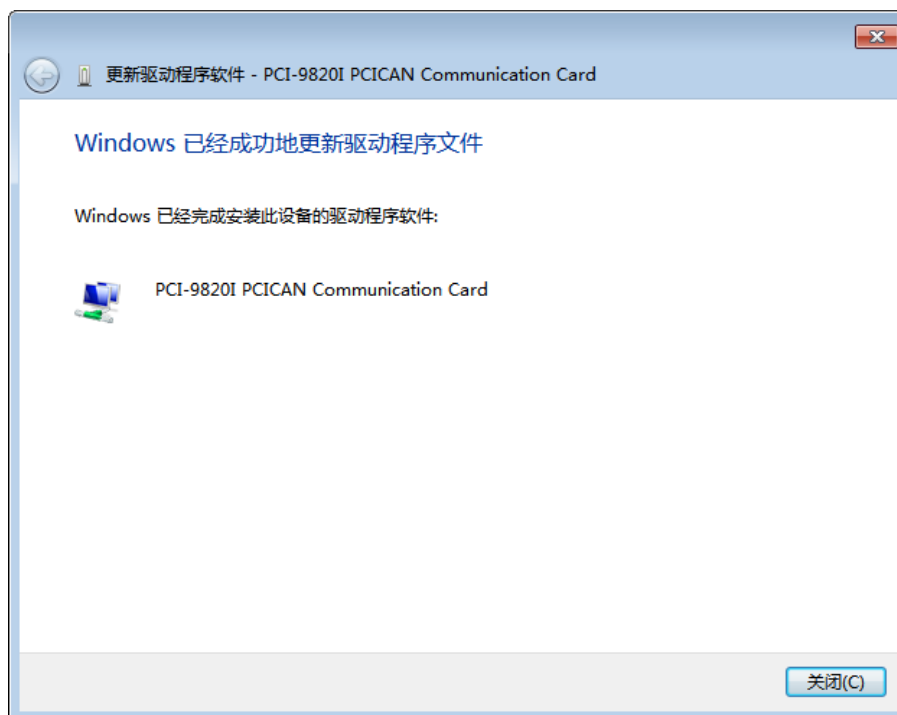 更新驱动程序软件 - PCI-9820I PCICAN Communication Card
Windows 已经成功地更新驱动程序文件
Windows 已经完成安装此设备的驱动程序软件:
PCI-9820I PCICAN Communication Card
关闭(C)